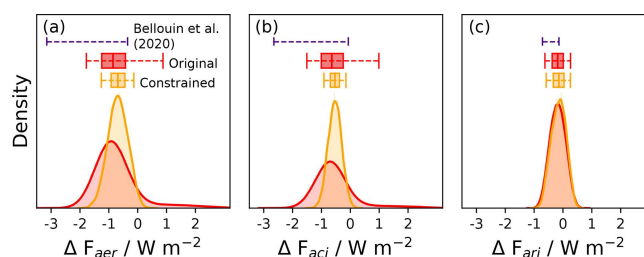 (a)
Bellouin et al.
(2020)
Original
Constrained
(b)
(c)
Density
-3 -2 -1 0 1 2
-3 -2 -1 0 1 2
-3 -2 -1 0 1 2
Δ F_aer / W m⁻²
Δ F_aci / W m⁻²
Δ F_ari / W m⁻²